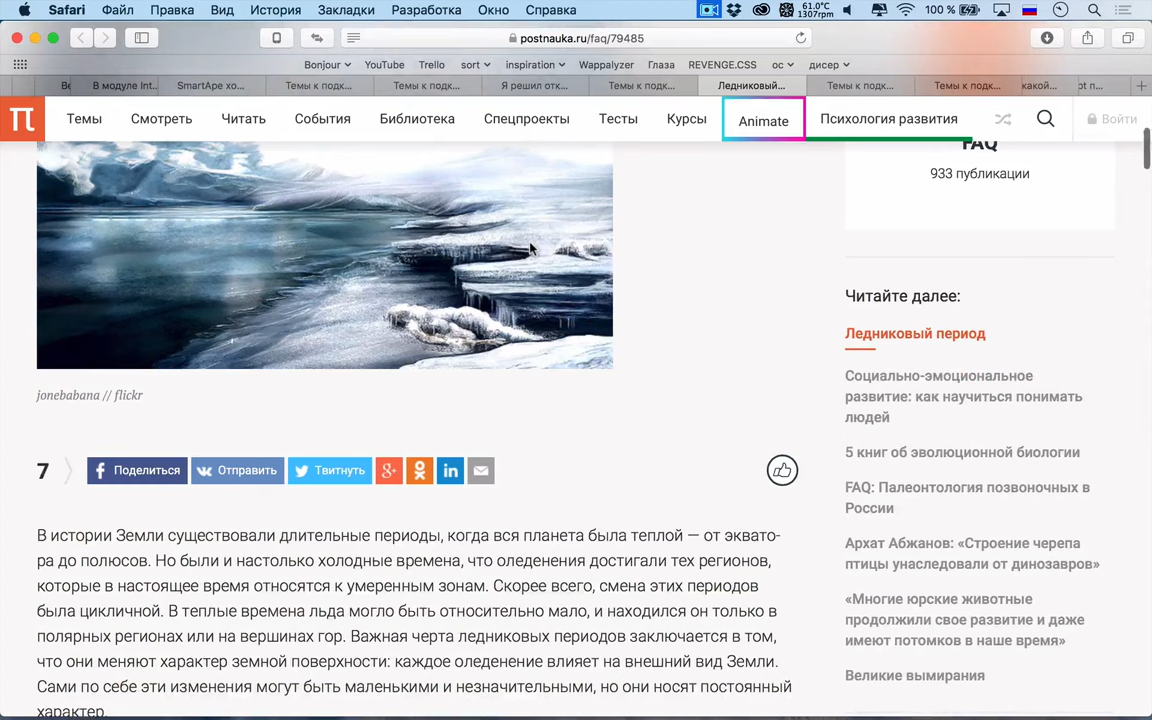 Safari Файл Правка Вид История Закладки Разработка Окно Справка 61.0°C 1307rpm 100 %
postnauka.ru/faq/79485
Bonjour YouTube Trello sort inspiration Wappalyzer Глаза REVENGE.CSS ос дисер
Ве В модуле Int... SmartApe хо... Темы к подк... Темы к подк... Я решил отк... Темы к подк... Ледниковый... Темы к подк... Темы к подк... какой... рт п...
π Темы Смотреть Читать События Библиотека Спецпроекты Тесты Курсы Animate Психология развития Войти
FAQ
933 публикации
Читайте далее:
Ледниковый период
Социально-эмоциональное
развитие: как научиться понимать
людей
5 книг об эволюционной биологии
FAQ: Палеонтология позвоночных в
России
Архат Абжанов: «Строение черепа
птицы унаследовали от динозавров»
«Многие юрские животные
продолжили свое развитие и даже
имеют потомков в наше время»
Великие вымирания
jonebabana // flickr
7 Поделиться Отправить Твитнуть
В истории Земли существовали длительные периоды, когда вся планета была теплой — от эквато-
ра до полюсов. Но были и настолько холодные времена, что оледенения достигали тех регионов,
которые в настоящее время относятся к умеренным зонам. Скорее всего, смена этих периодов
была цикличной. В теплые времена льда могло быть относительно мало, и находился он только в
полярных регионах или на вершинах гор. Важная черта ледниковых периодов заключается в том,
что они меняют характер земной поверхности: каждое оледенение влияет на внешний вид Земли.
Сами по себе эти изменения могут быть маленькими и незначительными, но они носят постоянный
характер.